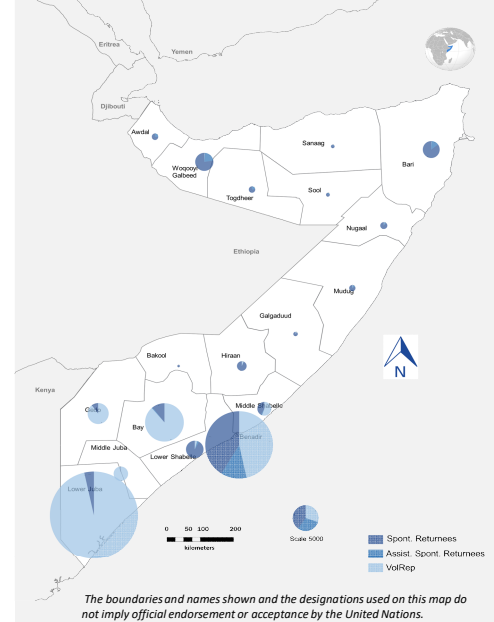 Eritrea
Yemen
Djibouti
Awdal
Woqooyi
Galbeed
Sanaag
Bari
Togdheer
Sool
Nugaal
Ethiopia
Mudug
Galgaduud
Bakool
Hiraan
Kenya
N
Middle Shabelle
Bay
Banadir
Middle Juba
Lower Shabelle
Lower Juba
0 50 100 200
kilometers
Scale 5000
Spont. Returnees
Assist. Spont. Returnees
VolRep
The boundaries and names shown and the designations used on this map do
not imply official endorsement or acceptance by the United Nations.